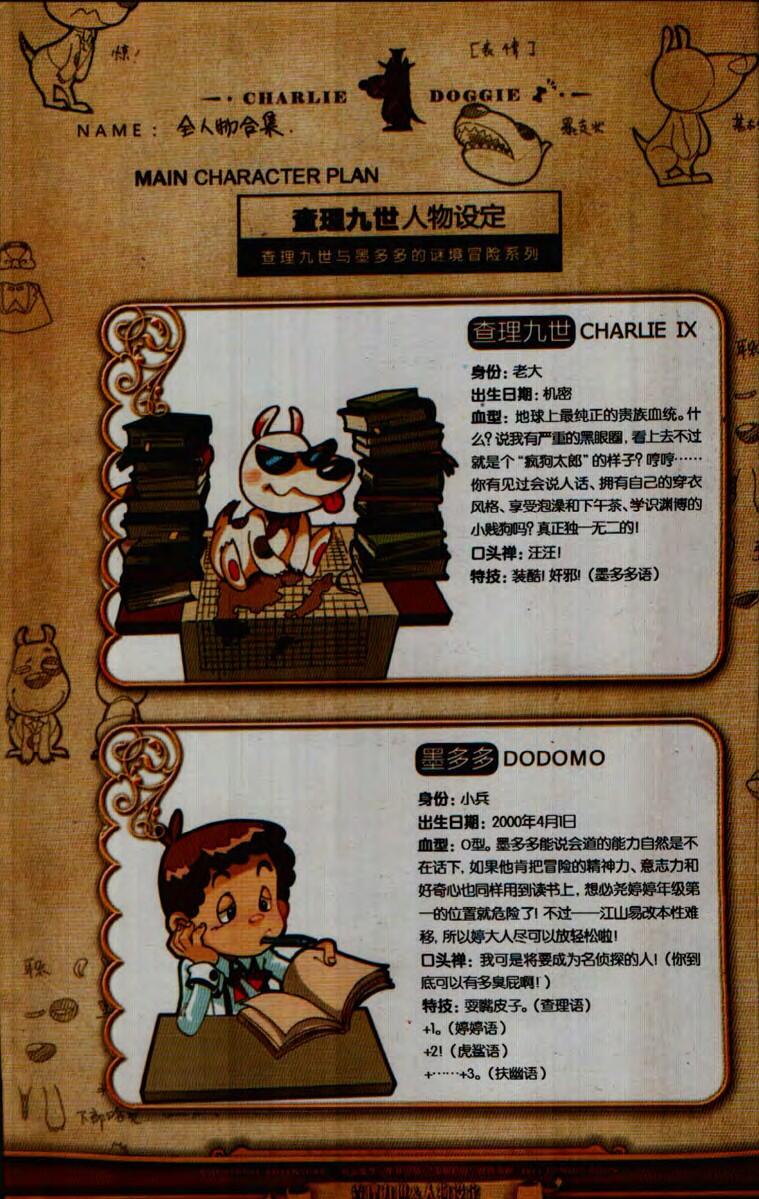 惊!
[表情]
CHARLIE DOGGIE
NAME: 全人物合集.
MAIN CHARACTER PLAN
查理九世人物设定
查理九世与墨多多的谜境冒险系列
查理九世 CHARLIE IX
身份: 老大
出生日期: 机密
血型: 地球上最纯正的贵族血统。什
么? 说我有严重的黑眼圈, 看上去不过
就是个“疯狗太郎”的样子? 哼哼……
你有见过会说人话、拥有自己的穿衣
风格、享受泡澡和下午茶、学识渊博的
小贱狗吗? 真正独一无二的!
口头禅: 汪汪!
特技: 装酷! 奸邪! (墨多多语)
墨多多 DODOMO
身份: 小兵
出生日期: 2000年4月1日
血型: O型。墨多多能说会道的能力自然是不
在话下, 如果他肯把冒险的精神力、意志力和
好奇心也同样用到读书上, 想必尧婷婷年级第
一的位置就危险了! 不过——江山易改本性难
移, 所以婷大人尽可以放轻松啦!
口头禅: 我可是将要成为名侦探的人! (你到
底可以有多臭屁啊! )
特技: 耍嘴皮子。(查理语)
+1。(婷婷语)
+2! (虎鲨语)
+……+3。(扶幽语)